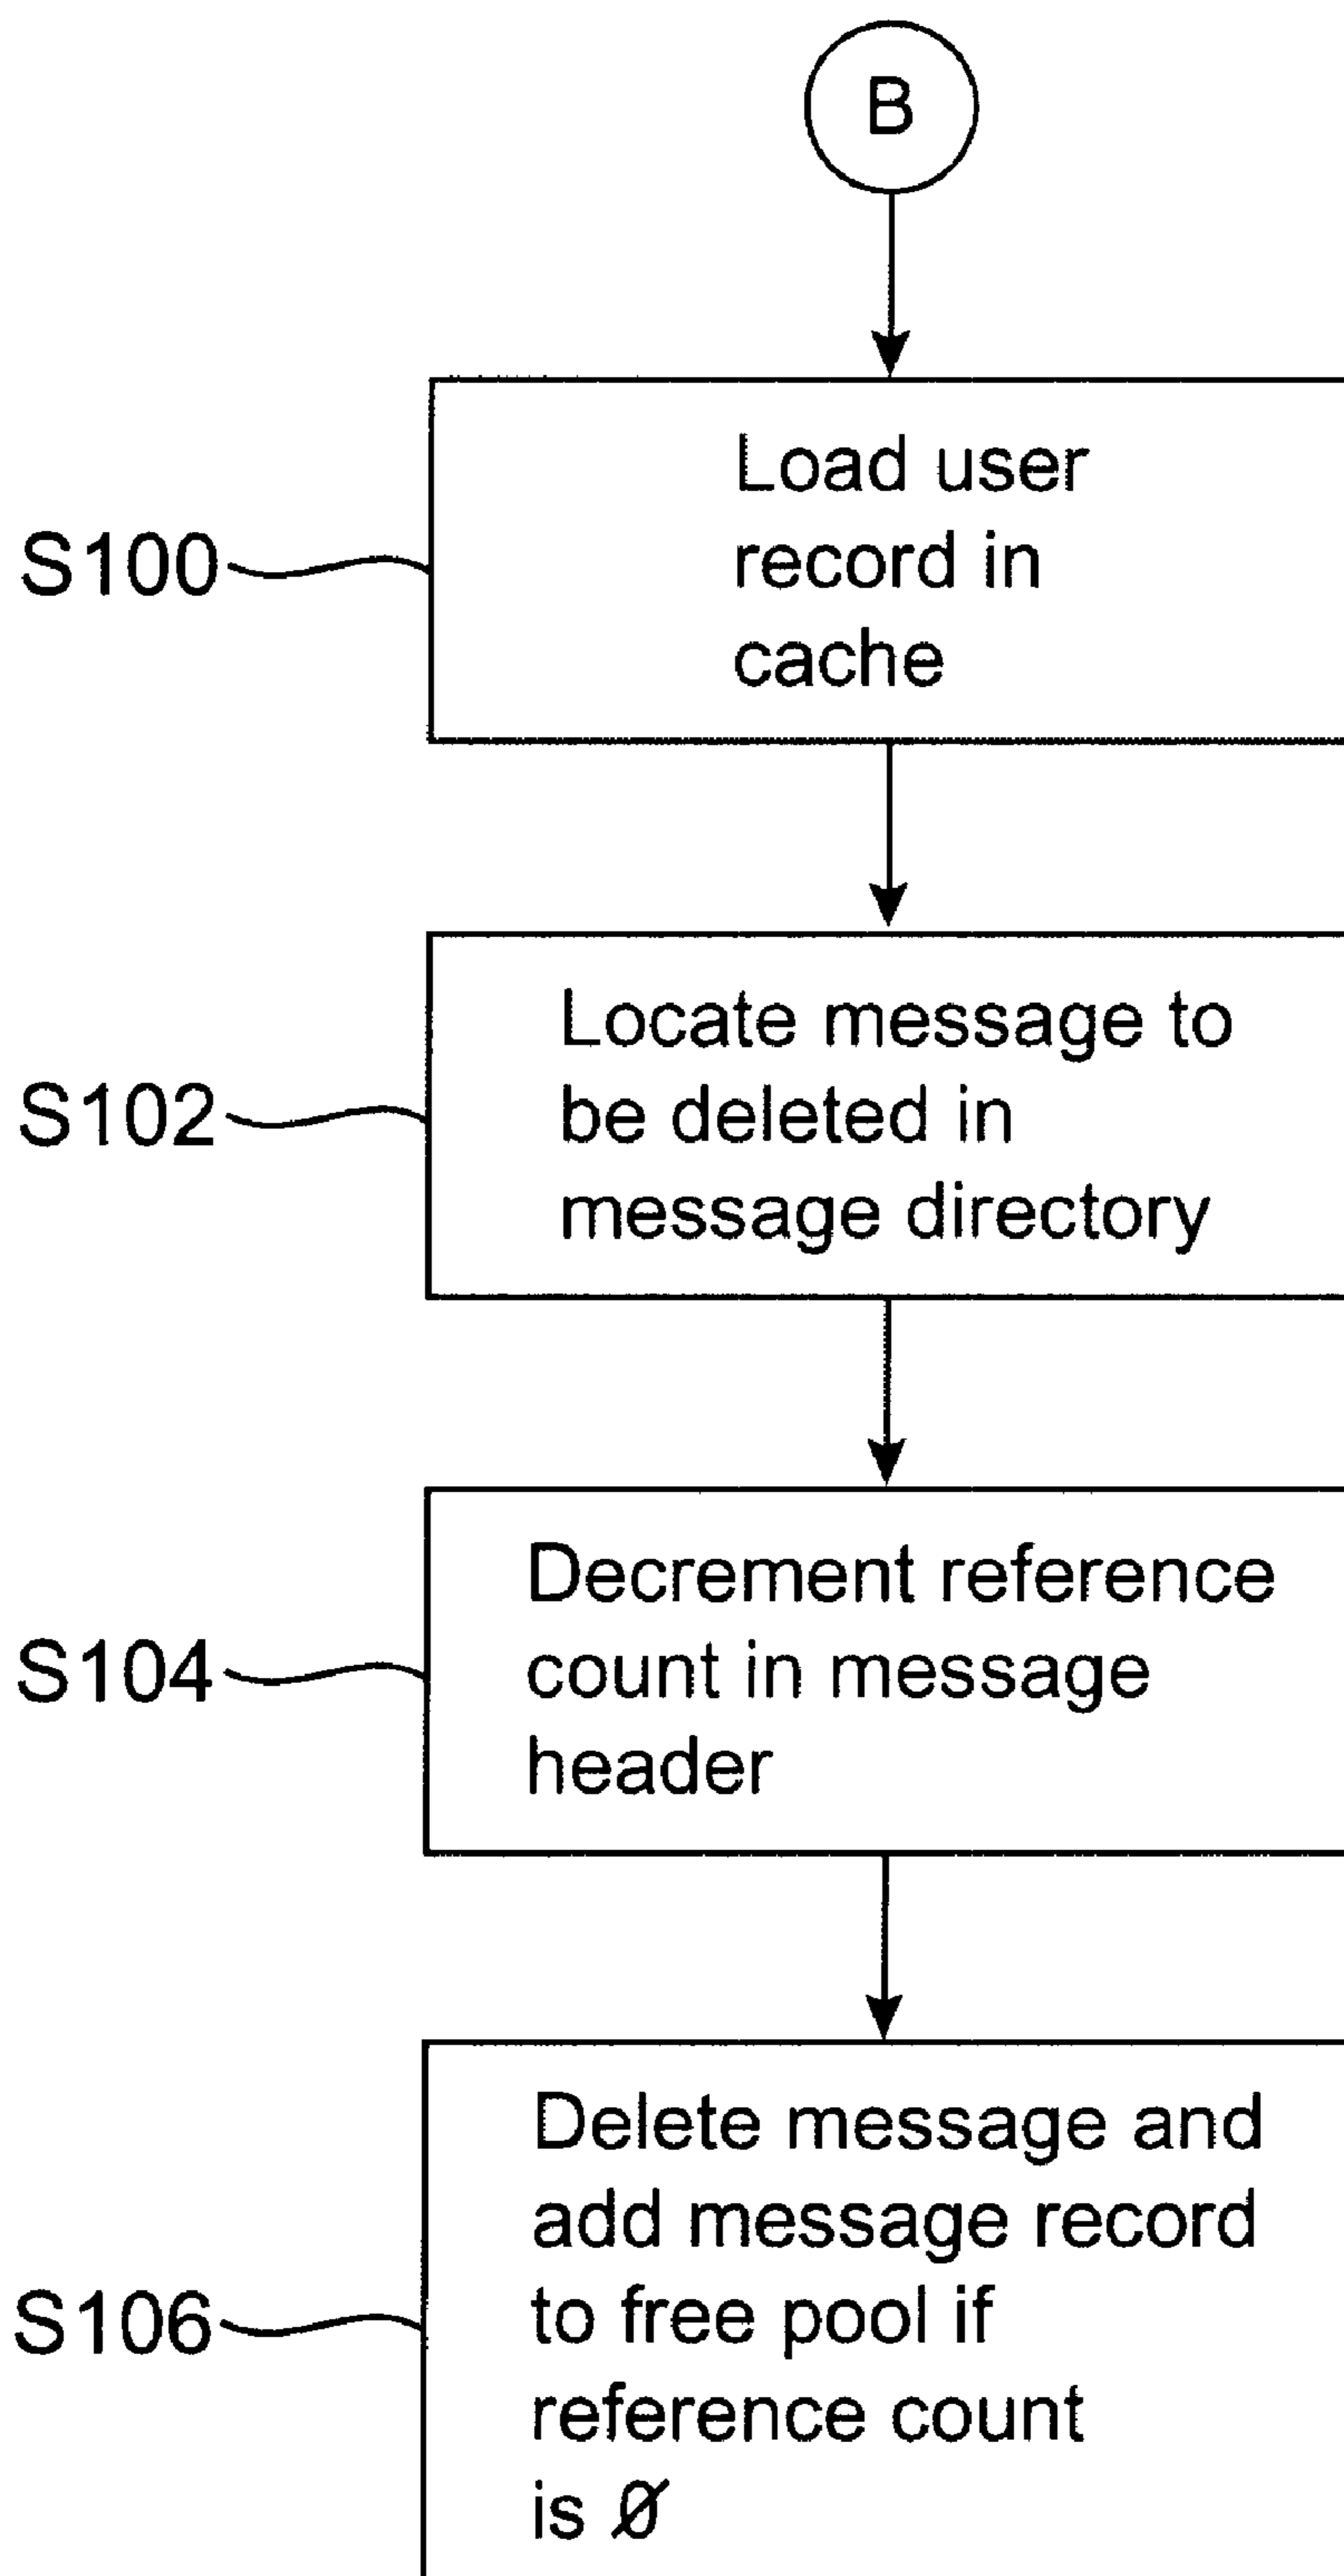 B
S100
Load user
record in
cache
S102
Locate message to
be deleted in
message directory
S104
Decrement reference
count in message
header
S106
Delete message and
add message record
to free pool if
reference count
is Ø